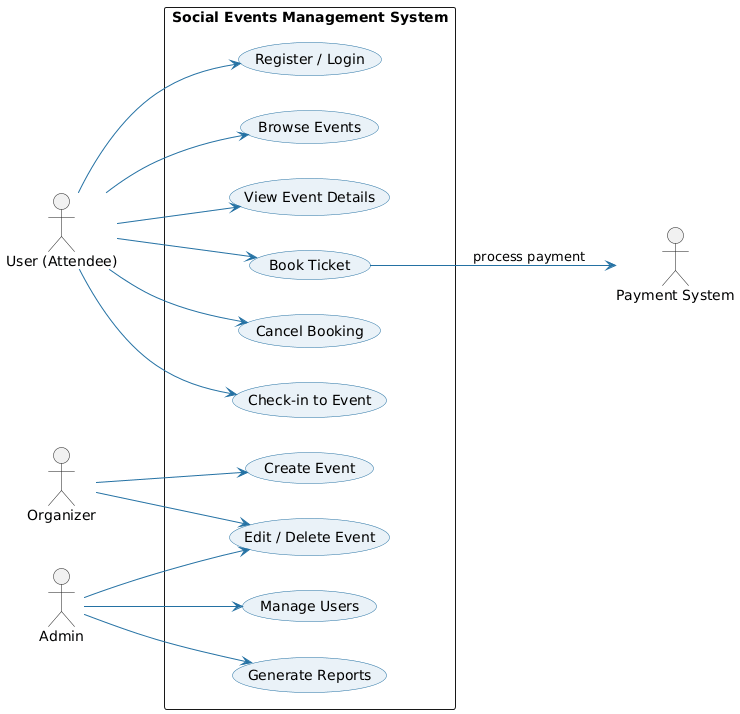 Social Events Management System
Register / Login
Browse Events
View Event Details
User (Attendee)
Book Ticket
process payment
Payment System
Cancel Booking
Check-in to Event
Create Event
Organizer
Edit / Delete Event
Manage Users
Admin
Generate Reports